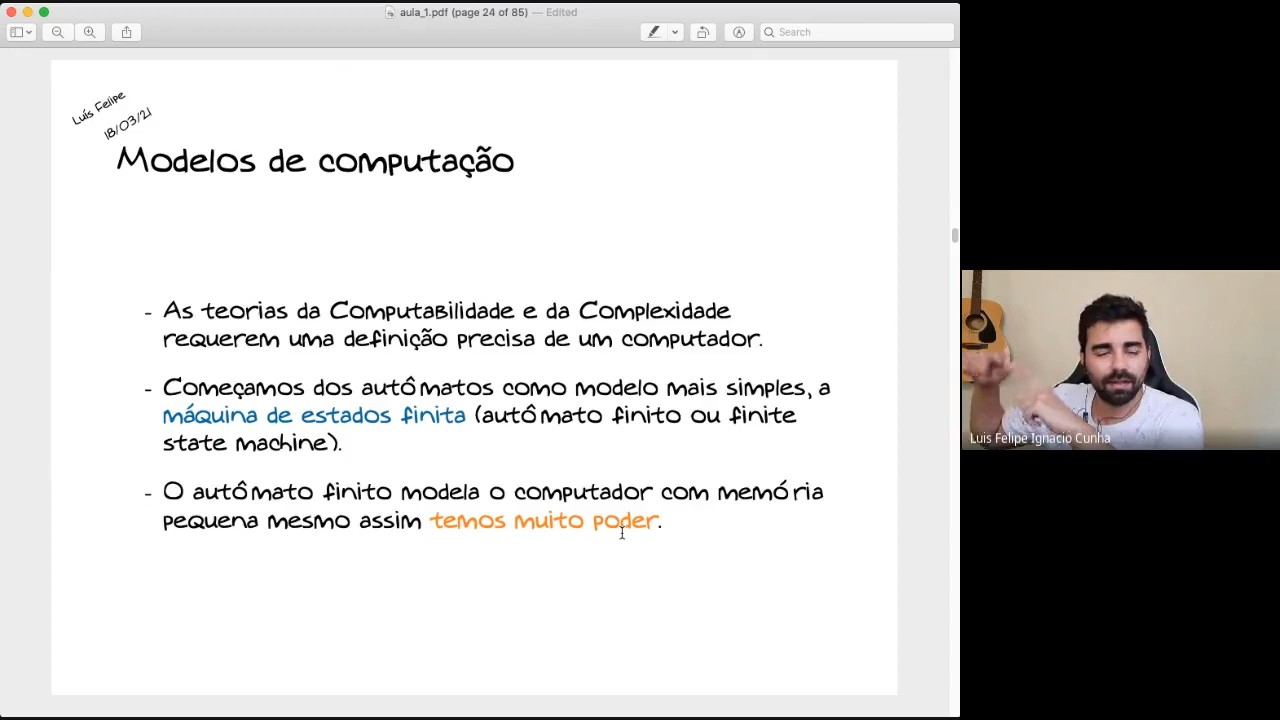 aula_1.pdf (page 24 of 85) — Edited
Search
Luís Felipe
18/03/21
Modelos de computação
- As teorias da Computabilidade e da Complexidade
requerem uma definição precisa de um computador.
- Começamos dos autômatos como modelo mais simples, a
máquina de estados finita (autômato finito ou finite
state machine).
- O autômato finito modela o computador com memória
pequena mesmo assim temos muito poder.
Luis Felipe Ignacio Cunha